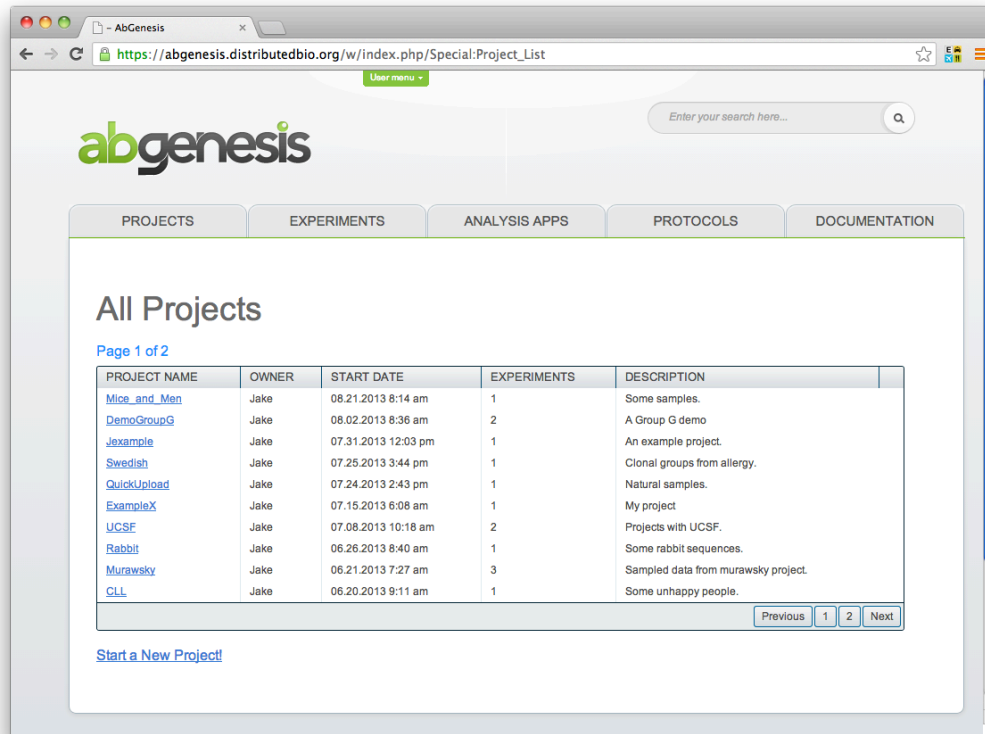 – AbGenesis
https://abgenesis.distributedbio.org/w/index.php/Special:Project_List
User menu
Enter your search here...
abgenesis
PROJECTS EXPERIMENTS ANALYSIS APPS PROTOCOLS DOCUMENTATION
All Projects
Page 1 of 2
PROJECT NAME OWNER START DATE EXPERIMENTS DESCRIPTION
Mice_and_Men Jake 08.21.2013 8:14 am 1 Some samples.
DemoGroupG Jake 08.02.2013 8:36 am 2 A Group G demo
Jexample Jake 07.31.2013 12:03 pm 1 An example project.
Swedish Jake 07.25.2013 3:44 pm 1 Clonal groups from allergy.
QuickUpload Jake 07.24.2013 2:43 pm 1 Natural samples.
ExampleX Jake 07.15.2013 6:08 am 1 My project
UCSF Jake 07.08.2013 10:18 am 2 Projects with UCSF.
Rabbit Jake 06.26.2013 8:40 am 1 Some rabbit sequences.
Murawsky Jake 06.21.2013 7:27 am 3 Sampled data from murawsky project.
CLL Jake 06.20.2013 9:11 am 1 Some unhappy people.
Previous 1 2 Next
Start a New Project!